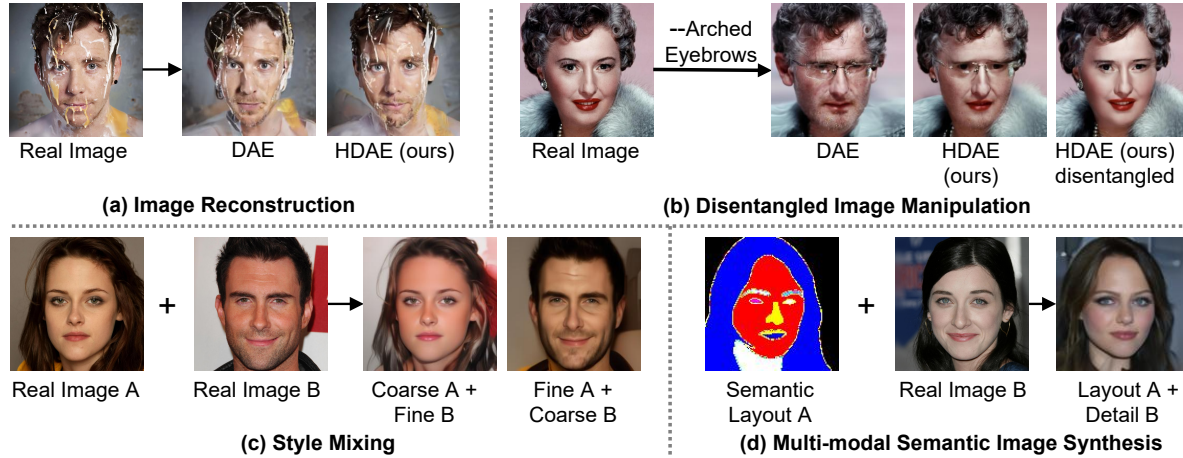 Real Image
DAE
HDAE (ours)
(a) Image Reconstruction
--Arched
Eyebrows
Real Image
DAE
HDAE
(ours)
HDAE (ours)
disentangled
(b) Disentangled Image Manipulation
+
Real Image A
Real Image B
Coarse A +
Fine B
Fine A +
Coarse B
(c) Style Mixing
+
Semantic
Layout A
Real Image B
Layout A +
Detail B
(d) Multi-modal Semantic Image Synthesis